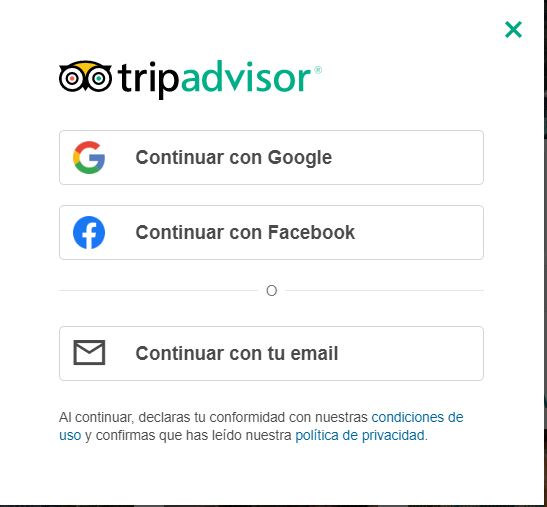 tripadvisor®
Continuar con Google
Continuar con Facebook
O
Continuar con tu email
Al continuar, declaras tu conformidad con nuestras condiciones de
uso y confirmas que has leído nuestra política de privacidad.